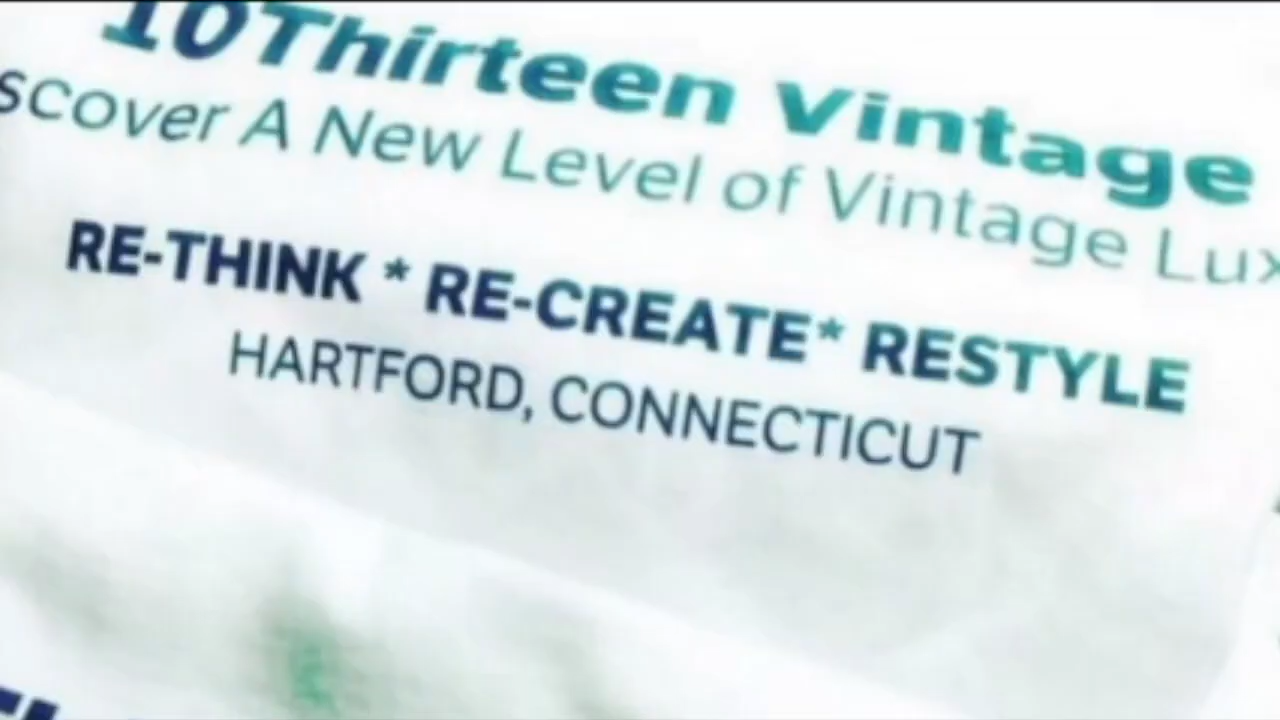 10Thirteen Vintage
scover A New Level of Vintage Lux
RE-THINK * RE-CREATE* RESTYLE
HARTFORD, CONNECTICUT